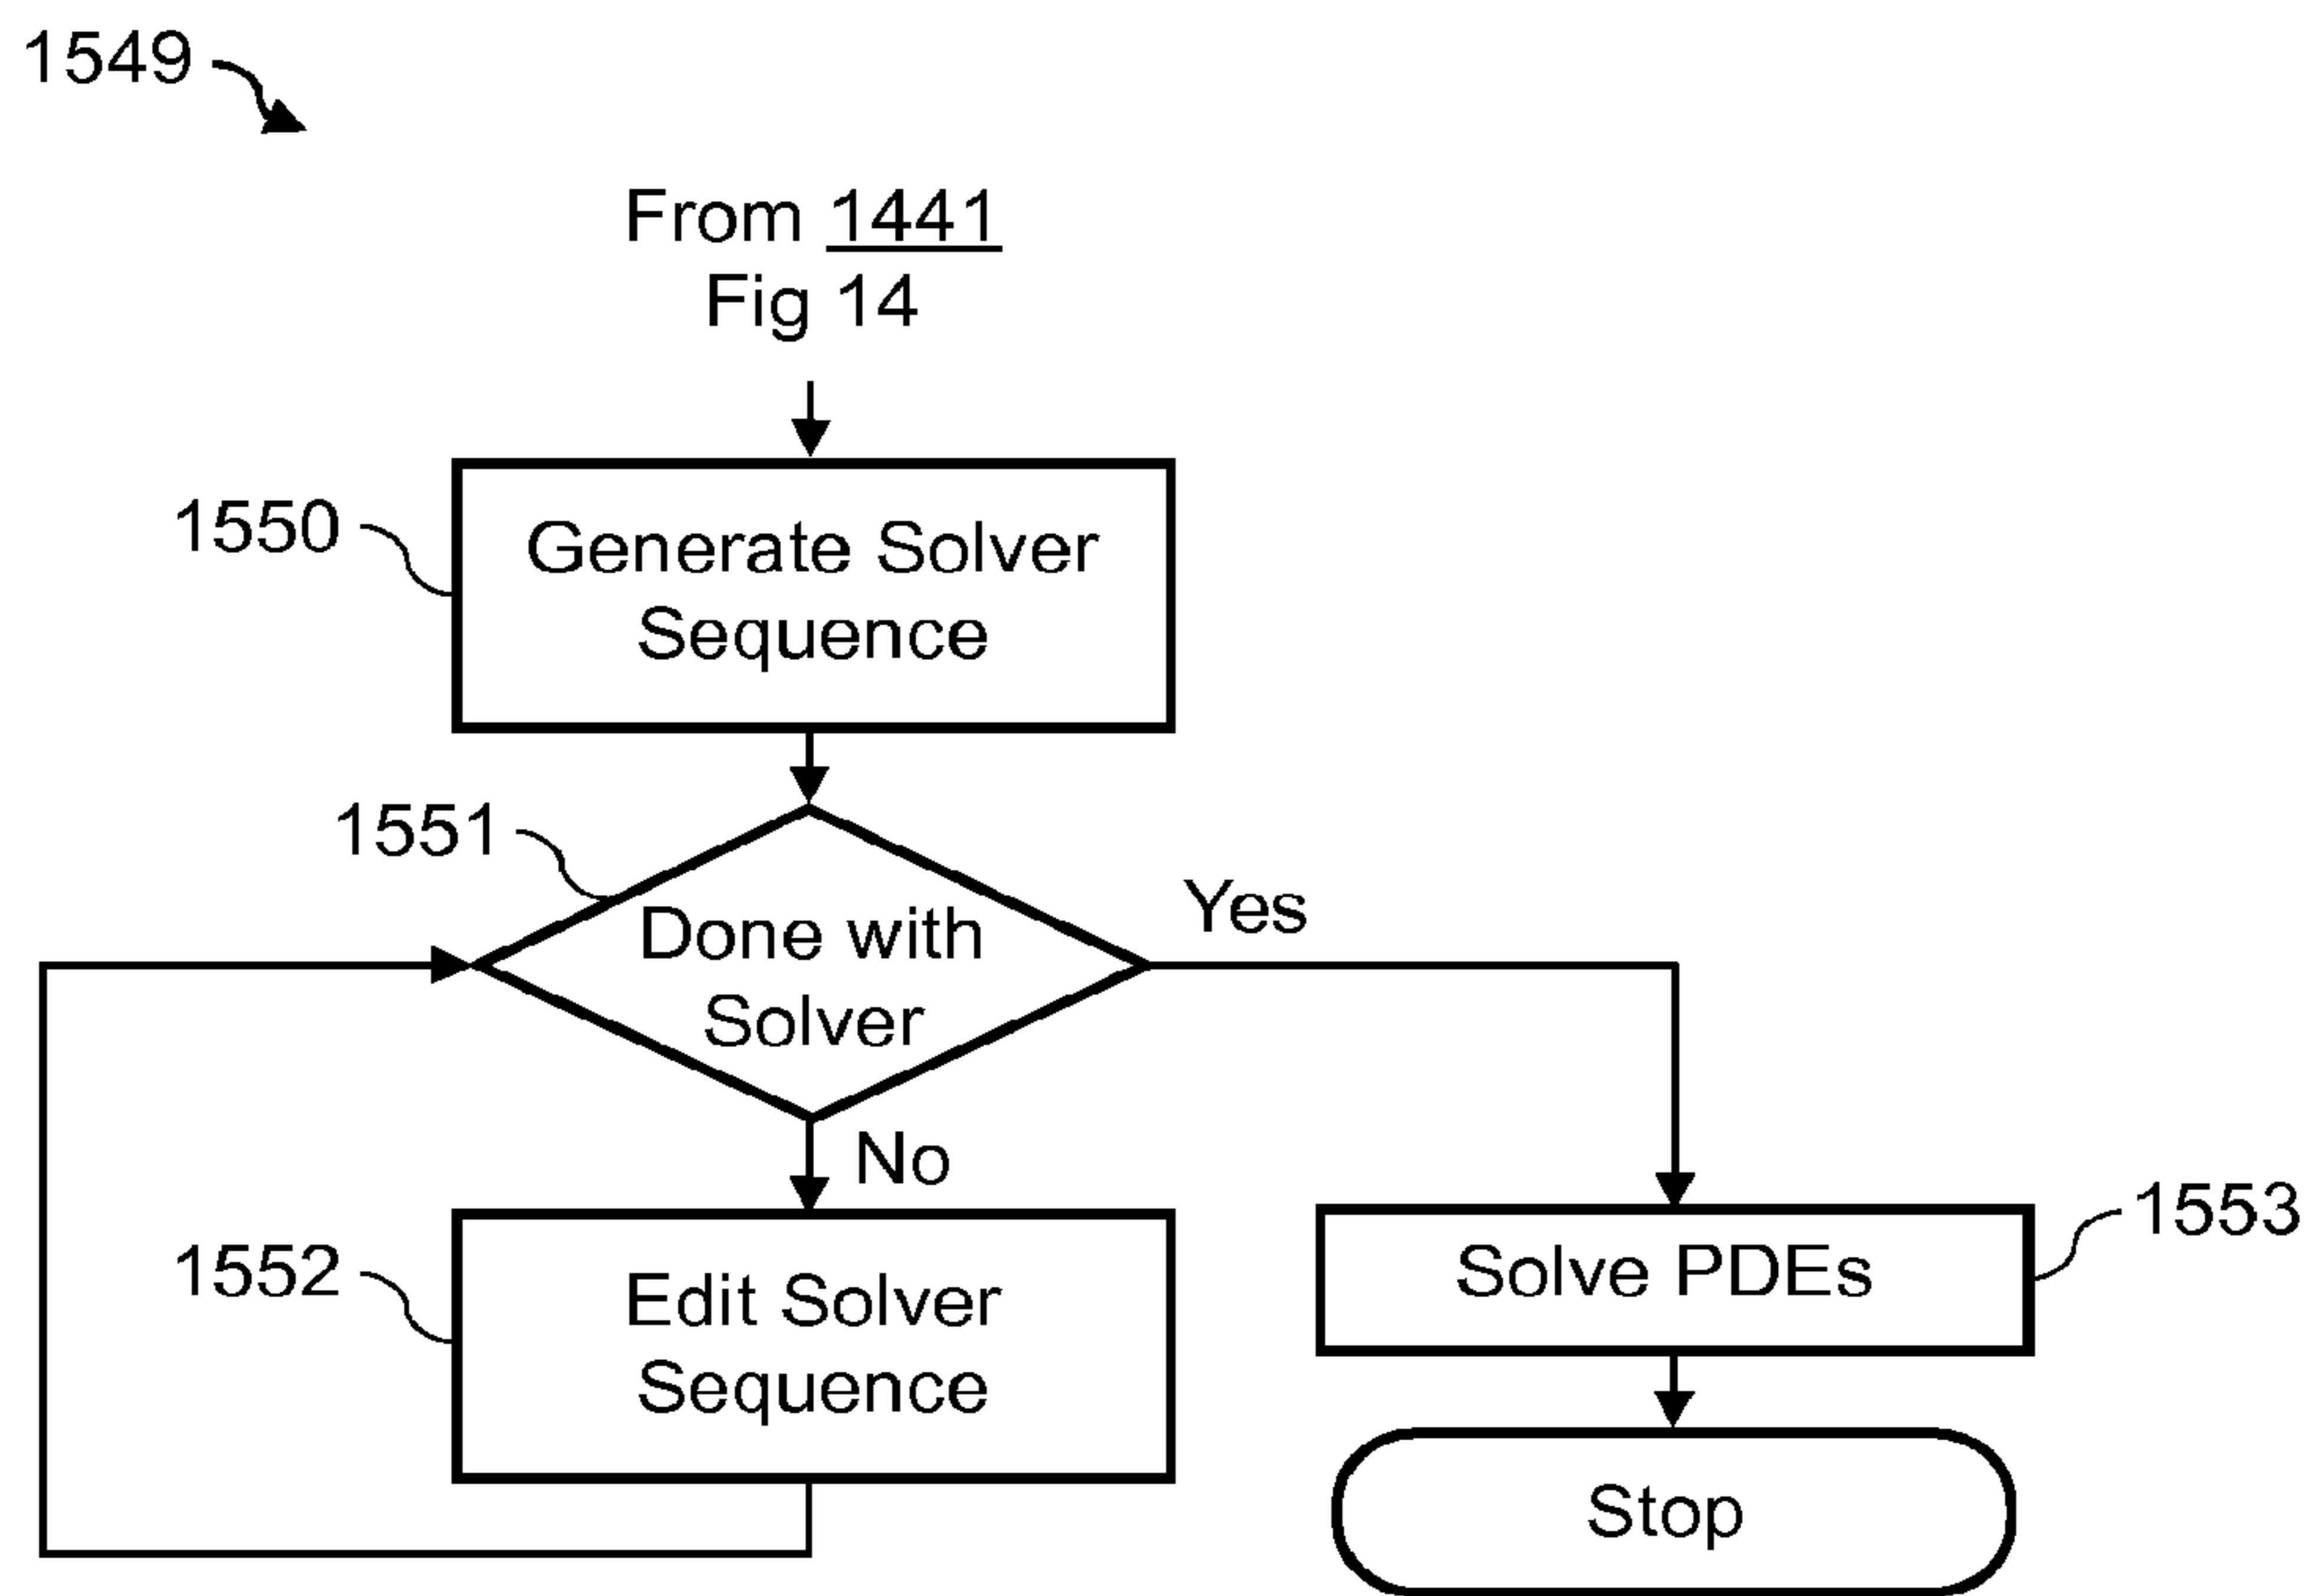 1549
From 1441
Fig 14
1550
Generate Solver
Sequence
1551
Done with
Solver
Yes
No
1552
Edit Solver
Sequence
Solve PDEs
1553
Stop